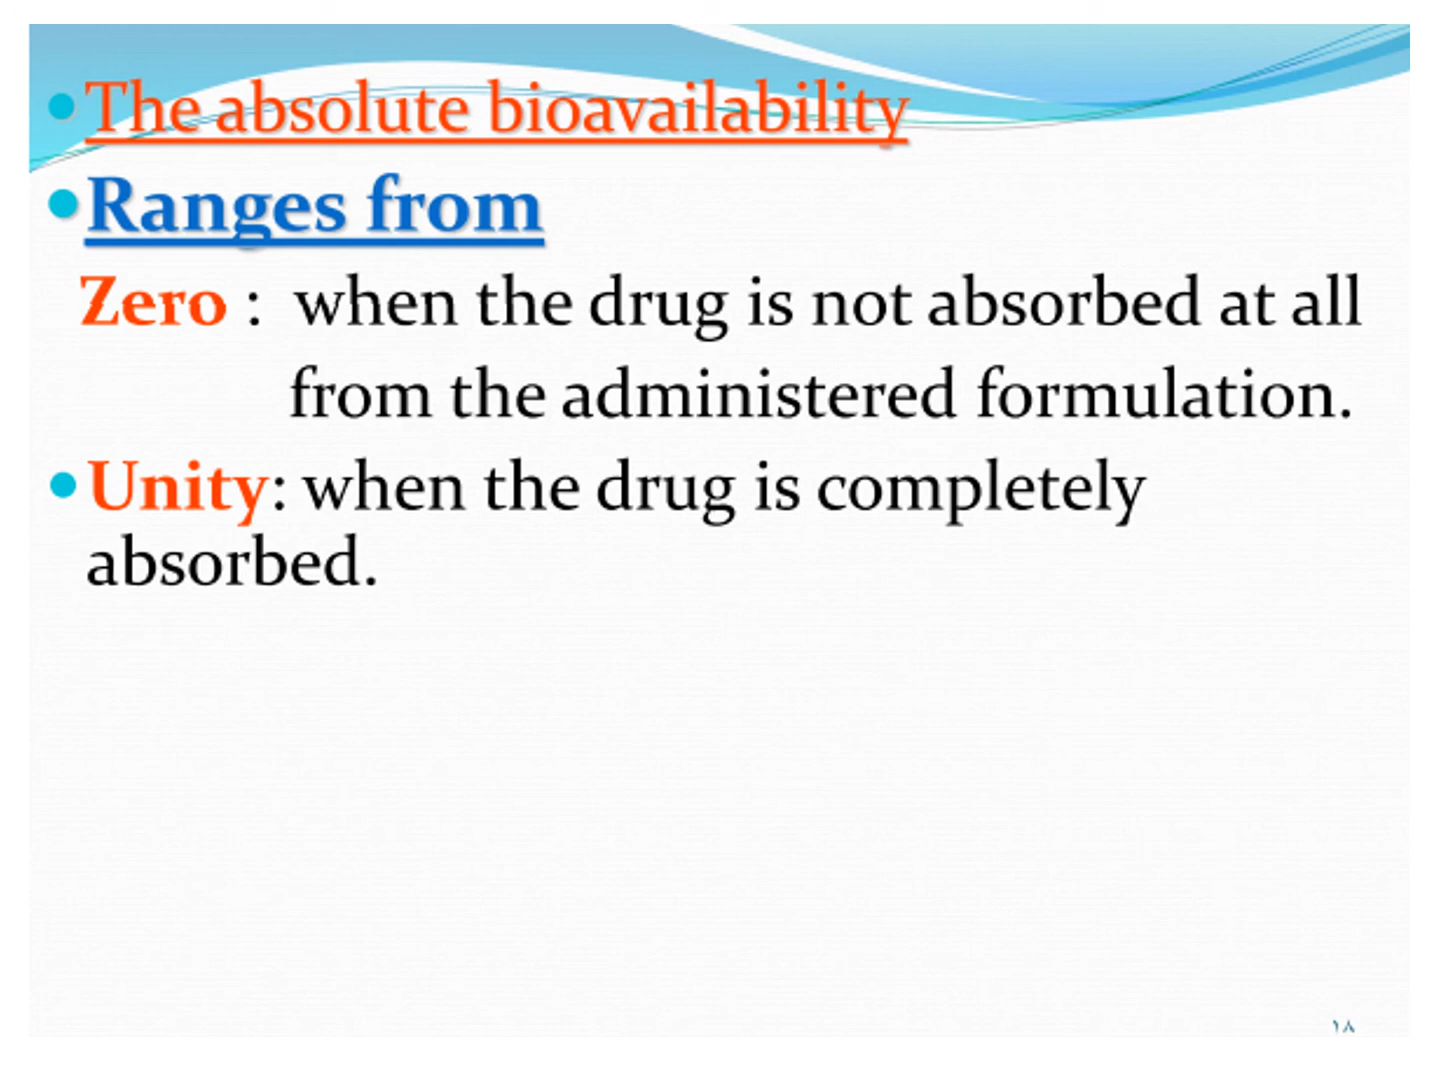 • The absolute bioavailability
• Ranges from
Zero : when the drug is not absorbed at all
from the administered formulation.
• Unity: when the drug is completely
absorbed.
١٨